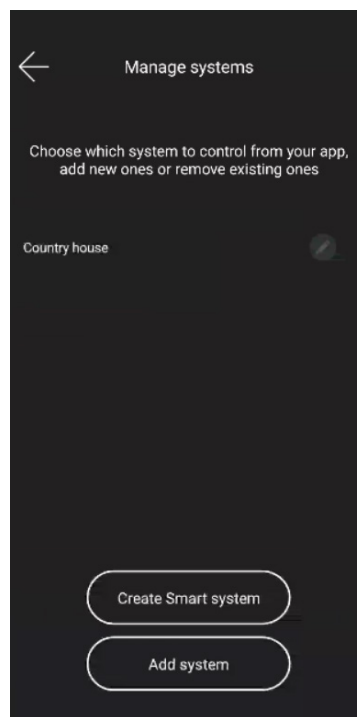 Manage systems
Choose which system to control from your app,
add new ones or remove existing ones
Country house
Create Smart system
Add system